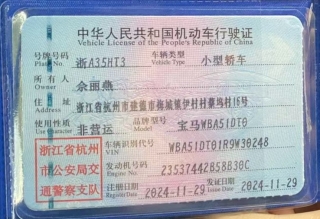 中华人民共和国机动车行驶证
Vehicle License of the People's Republic of China
号牌号码 浙A35HT3 车辆类型 小型轿车
Plate No. Vehicle Type
所有人 余丽燕
Owner
住址 浙江省杭州市建德市梅城镇伊村村蔡坞村15号
Address
使用性质 非营运 品牌型号 宝马WBA51DT0
Use Character Model
浙江省杭州 车辆识别代号 WBA51DT01R9W30248
VIN
市公安局交 发动机号码 23537442B58B30C
Engine No.
通警察支队 注册日期 2024-11-29 发证日期 2024-11-29
Register Date Issue Date